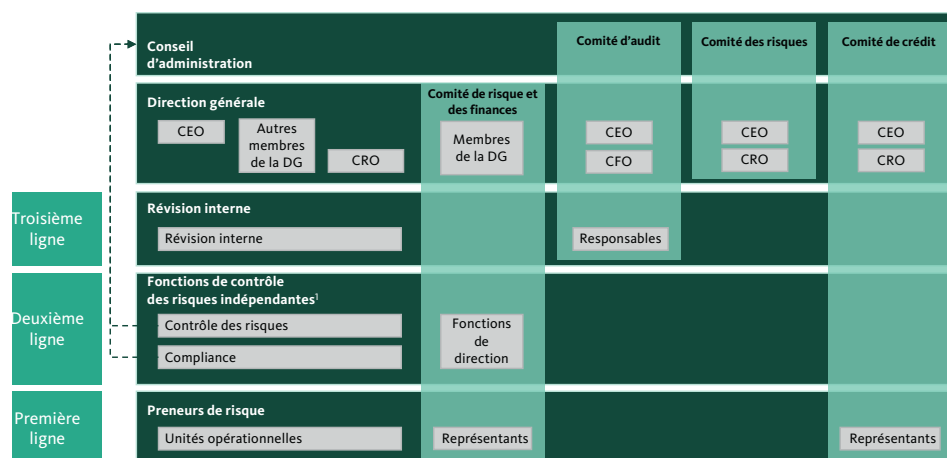 Conseil
d'administration
Comité d'audit
Comité des risques
Comité de crédit
Direction générale
CEO
Autres
membres
de la DG
CRO
Comité de risque et
des finances
Membres
de la DG
CEO
CFO
CEO
CRO
CEO
CRO
Troisième
ligne
Révision interne
Révision interne
Responsables
Deuxième
ligne
Fonctions de contrôle
des risques indépendantes¹
Contrôle des risques
Compliance
Fonctions
de
direction
Première
ligne
Preneurs de risque
Unités opérationnelles
Représentants
Représentants